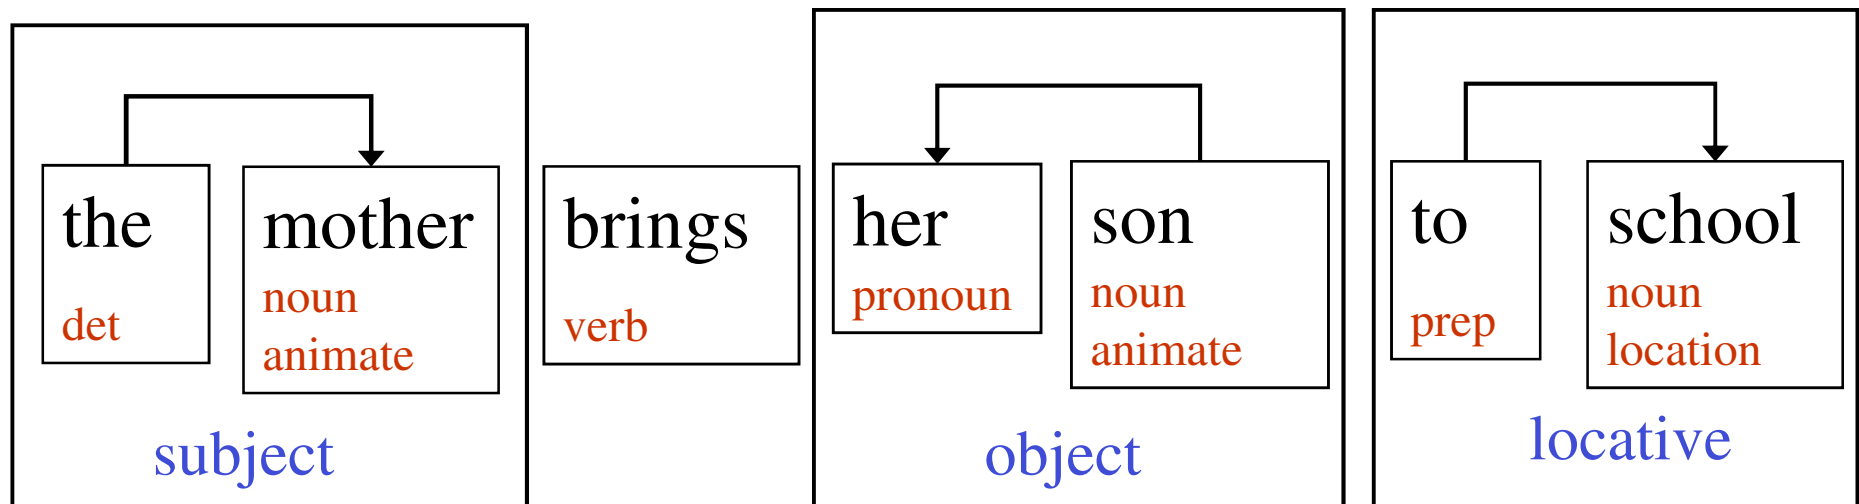 the mother brings her son to school
det noun animate verb pronoun noun animate prep noun location
subject object locative